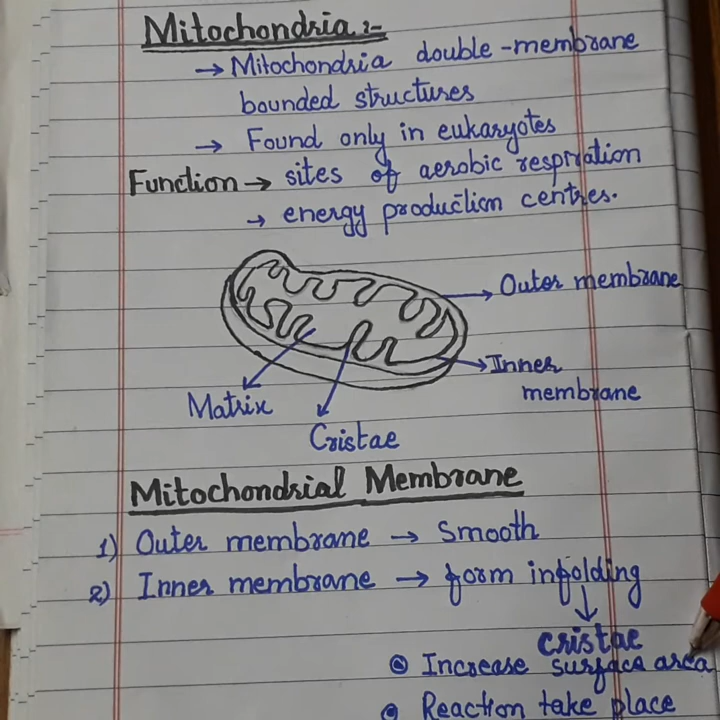 Mitochondria :-
→ Mitochondria double-membrane
bounded structures
→ Found only in eukaryotes
Function → sites of aerobic respiration
→ energy production centres.
Outer membrane
Inner
membrane
Matrix
Cristae
Mitochondrial Membrane
1) Outer membrane → Smooth
2) Inner membrane → form infolding
↓
cristae
Increase surface area
Reaction take place